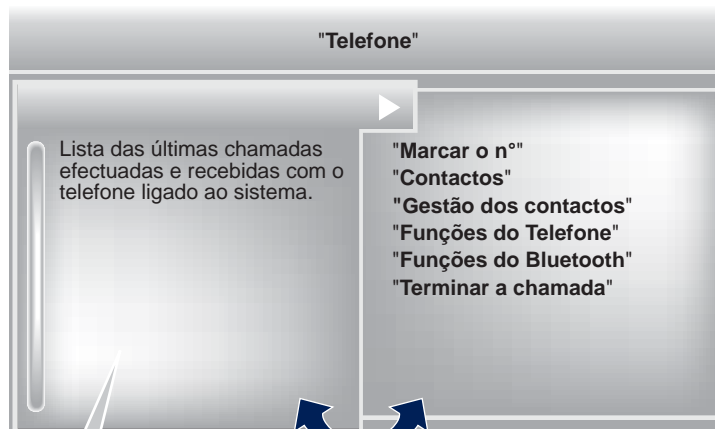 "Telefone"
Lista das últimas chamadas
efectuadas e recebidas com o
telefone ligado ao sistema.
"Marcar o n°"
"Contactos"
"Gestão dos contactos"
"Funções do Telefone"
"Funções do Bluetooth"
"Terminar a chamada"